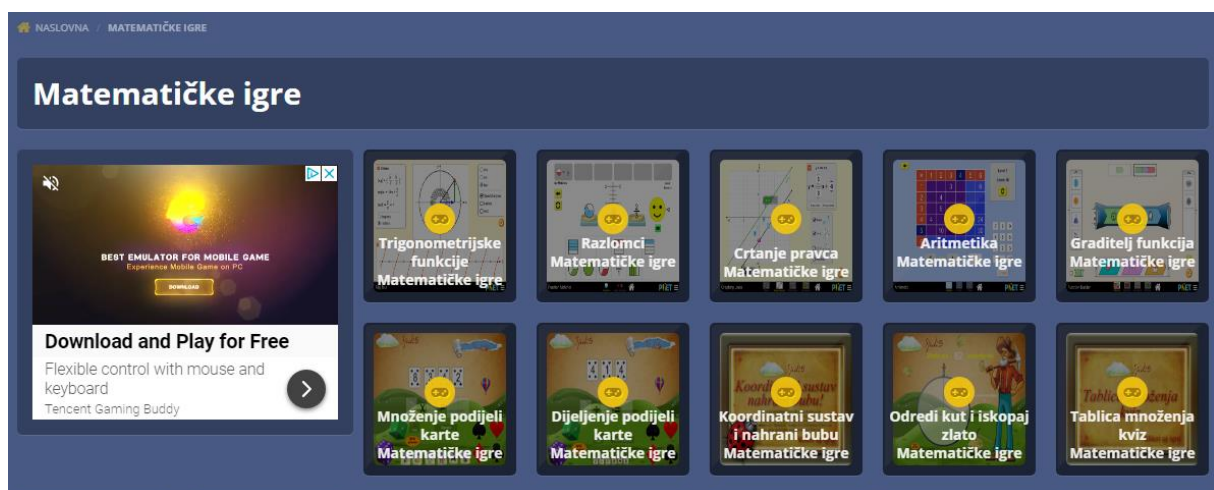 NASLOVNA / MATEMATIČKE IGRE
Matematičke igre
BEST EMULATOR FOR MOBILE GAME
Experience Mobile Game on PC
DOWNLOAD
Download and Play for Free
Flexible control with mouse and
keyboard
Tencent Gaming Buddy
Trigonometrijske
funkcije
Matematičke igre
Razlomci
Matematičke igre
Crtanje pravca
Matematičke igre
Aritmetika
Matematičke igre
Graditelj funkcija
Matematičke igre
Množenje podijeli
karte
Matematičke igre
Dijeljenje podijeli
karte
Matematičke igre
Koordinatni sustav
i nahrani bubu
Matematičke igre
Odredi kut i iskopaj
zlato
Matematičke igre
Tablica množenja
kviz
Matematičke igre